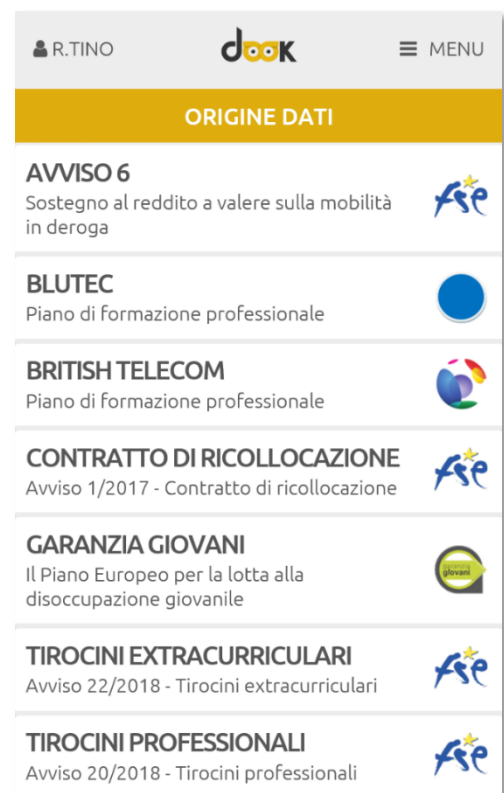 R.TINO
dook
MENU
ORIGINE DATI
AVVISO 6
Sostegno al reddito a valere sulla mobilità
in deroga
fse
BLUTEC
Piano di formazione professionale
BRITISH TELECOM
Piano di formazione professionale
CONTRATTO DI RICOLLOCAZIONE
Avviso 1/2017 - Contratto di ricollocazione
fse
GARANZIA GIOVANI
Il Piano Europeo per la lotta alla
disoccupazione giovanile
garanzia
giovani
TIROCINI EXTRACURRICULARI
Avviso 22/2018 - Tirocini extracurriculari
fse
TIROCINI PROFESSIONALI
Avviso 20/2018 - Tirocini professionali
fse